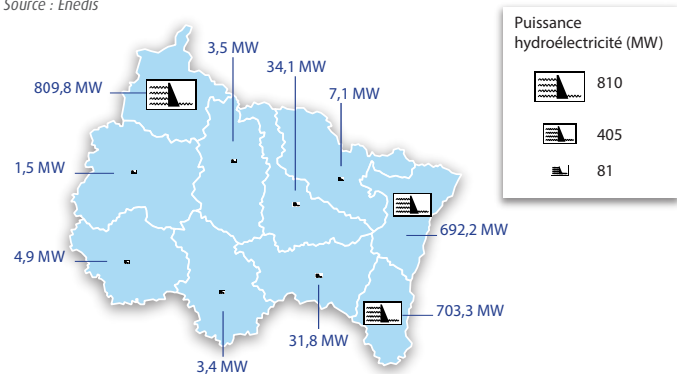 Source : Enedis
Puissance
hydroélectricité (MW)
810
405
81
3,5 MW
34,1 MW
809,8 MW
7,1 MW
1,5 MW
692,2 MW
4,9 MW
703,3 MW
31,8 MW
3,4 MW